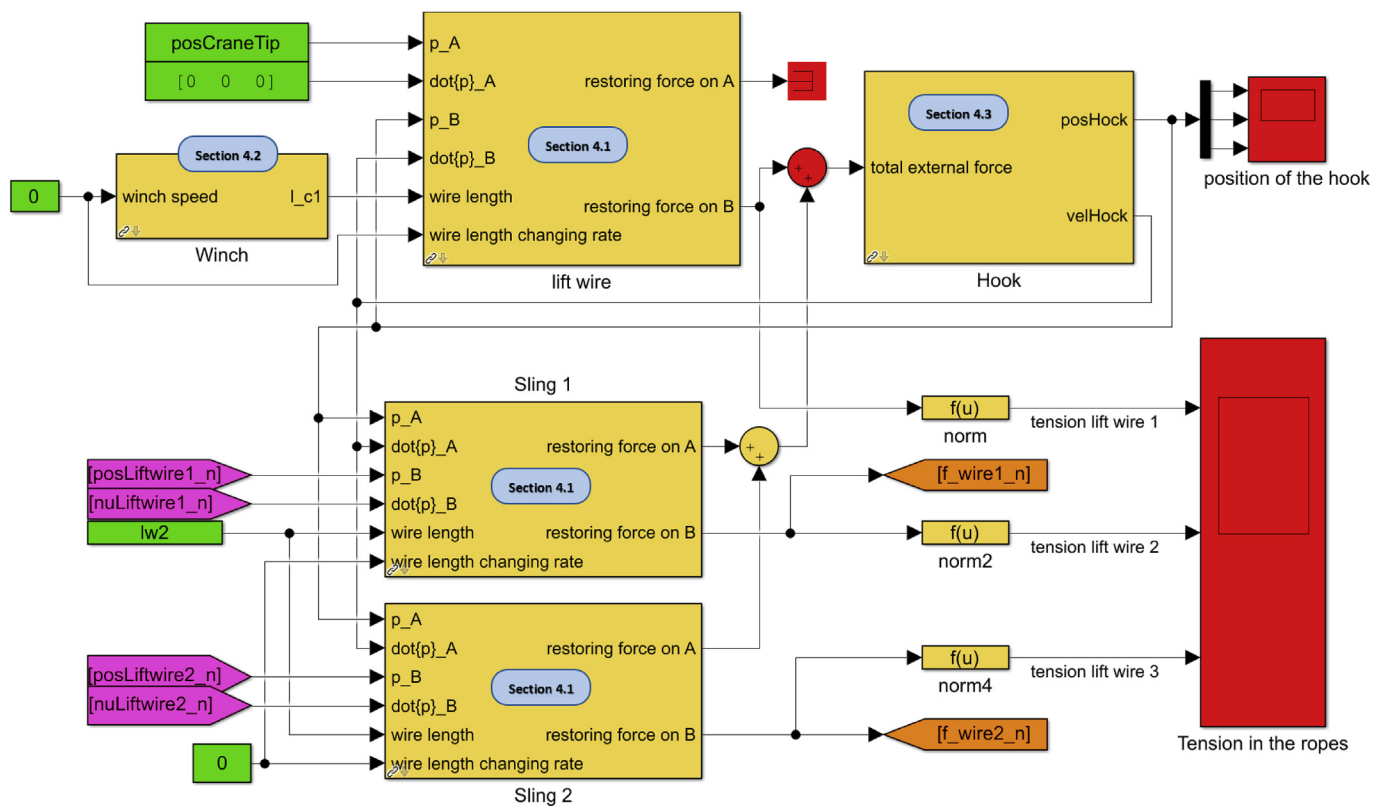 posCraneTip
[0 0 0]
p_A
dot{p}_A
p_B
dot{p}_B
wire length
wire length changing rate
restoring force on A
restoring force on B
Section 4.1
lift wire
0
winch speed
l_c1
Section 4.2
Winch
+
+
total external force
Section 4.3
posHock
velHock
Hook
position of the hook
Sling 1
p_A
dot{p}_A
p_B
dot{p}_B
wire length
wire length changing rate
restoring force on A
restoring force on B
Section 4.1
[posLiftwire1_n]
[nuLiftwire1_n]
lw2
+
+
f(u)
norm
tension lift wire 1
[f_wire1_n]
f(u)
norm2
tension lift wire 2
p_A
dot{p}_A
p_B
dot{p}_B
wire length
wire length changing rate
restoring force on A
restoring force on B
Section 4.1
Sling 2
[posLiftwire2_n]
[nuLiftwire2_n]
0
f(u)
norm4
tension lift wire 3
[f_wire2_n]
Tension in the ropes